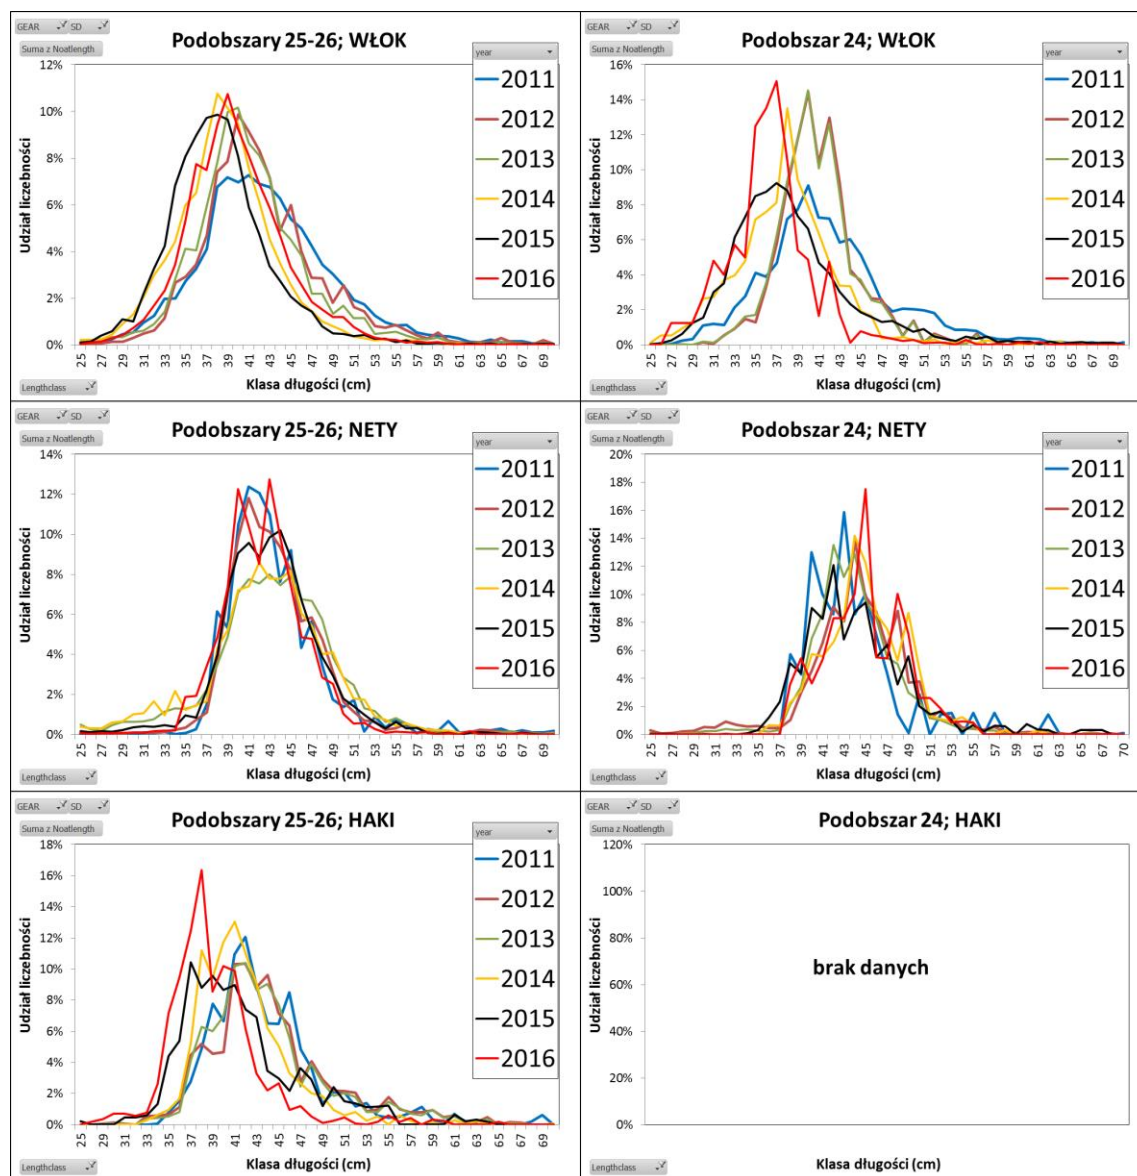 GEAR SD
Podobszary 25-26; WŁOK
Suma z Noatlength
year
12%
10%
8%
6%
4%
2%
0%
Udział liczebności
2011
2012
2013
2014
2015
2016
25 27 29 31 33 35 37 39 41 43 45 47 49 51 53 55 57 59 61 63 65 67 69
Lengthclass
Klasa długości (cm)
GEAR SD
Podobszar 24; WŁOK
Suma z Noatlength
year
16%
14%
12%
10%
8%
6%
4%
2%
0%
Udział liczebności
2011
2012
2013
2014
2015
2016
25 27 29 31 33 35 37 39 41 43 45 47 49 51 53 55 57 59 61 63 65 67 69
Lengthclass
Klasa długości (cm)
GEAR SD
Podobszary 25-26; NETY
Suma z Noatlength
year
14%
12%
10%
8%
6%
4%
2%
0%
Udział liczebności
2011
2012
2013
2014
2015
2016
25 27 29 31 33 35 37 39 41 43 45 47 49 51 53 55 57 59 61 63 65 67 69
Lengthclass
Klasa długości (cm)
GEAR SD
Podobszar 24; NETY
Suma z Noatlength
year
20%
18%
16%
14%
12%
10%
8%
6%
4%
2%
0%
Udział liczebności
2011
2012
2013
2014
2015
2016
25 27 29 31 33 35 37 39 41 43 45 47 49 51 53 55 57 59 61 63 65 67 70
Lengthclass
Klasa długości (cm)
GEAR SD
Podobszary 25-26; HAKI
Suma z Noatlength
year
18%
16%
14%
12%
10%
8%
6%
4%
2%
0%
Udział liczebności
2011
2012
2013
2014
2015
2016
25 27 29 31 33 35 37 39 41 43 45 47 49 51 53 55 57 59 61 63 65 67 69
Lengthclass
Klasa długości (cm)
GEAR SD
Podobszar 24; HAKI
Suma z Noatlength
120%
100%
80%
60%
40%
20%
0%
Udział liczebności
brak danych
Lengthclass
Klasa długości (cm)